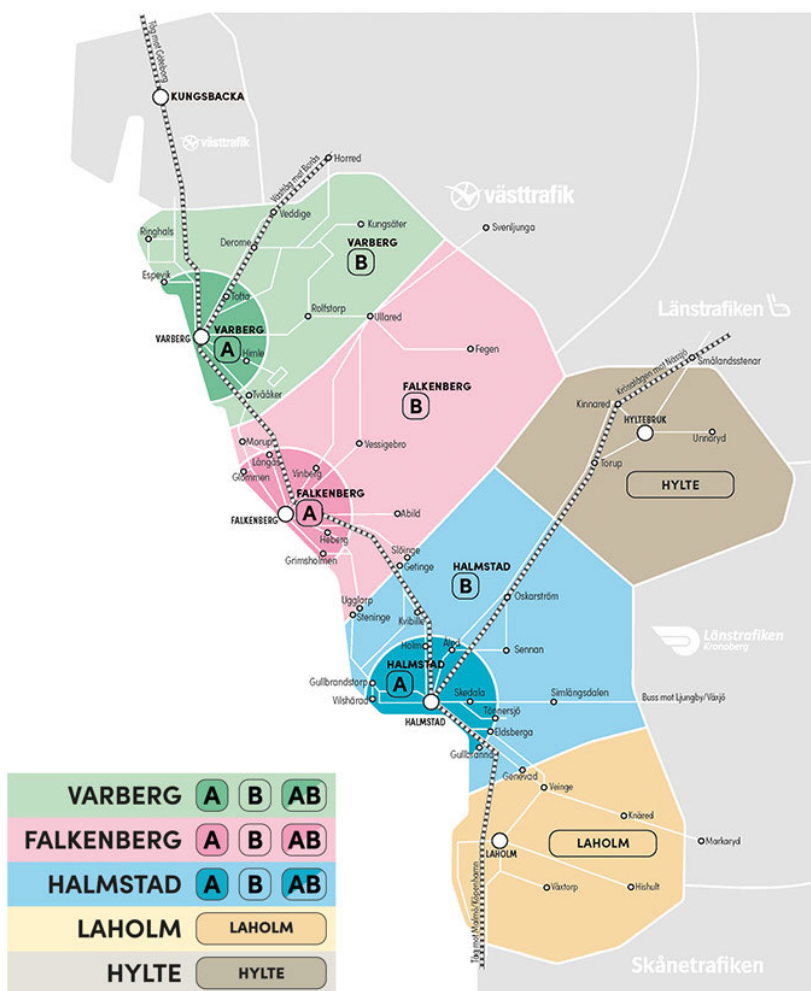 Tåg mot Göteborg
KUNGSBACKA
västtrafik
Horred
Västtåg mot Borås
västtrafik
Veddige
Kungsäter
Svenljunga
Ringhals
Derome
VARBERG
B
Espevik
Tofta
Rolfstorp
Ullared
Länstrafiken
VARBERG
VARBERG
A
Himle
Fegen
Krösatågen mot Nässjö
Smålandsstenar
Tvååker
FALKENBERG
B
Kinnared
HYLTEBRUK
Unnaryd
Morup
Långås
Vessigebro
Glommen
Vinberg
Torup
HYLTE
FALKENBERG
A
FALKENBERG
Abild
Heberg
Grimsholmen
Slöinge
Getinge
HALMSTAD
B
Ugglarp
Steninge
Kvibille
Oskarström
Länstrafiken
Kronoberg
Holm
Åled
Sennan
HALMSTAD
A
Gullbrandstorp
Vilshärad
Skedala
Simlångsdalen
Buss mot Ljungby/Växjö
HALMSTAD
Tönnersjö
Eldsberga
Gullbranna
Genevad
Veinge
Knäred
Markaryd
LAHOLM
LAHOLM
Våxtorp
Hishult
Tåg mot Malmö/Köpenhamn
Skånetrafiken
VARBERG A B AB
FALKENBERG A B AB
HALMSTAD A B AB
LAHOLM LAHOLM
HYLTE HYLTE